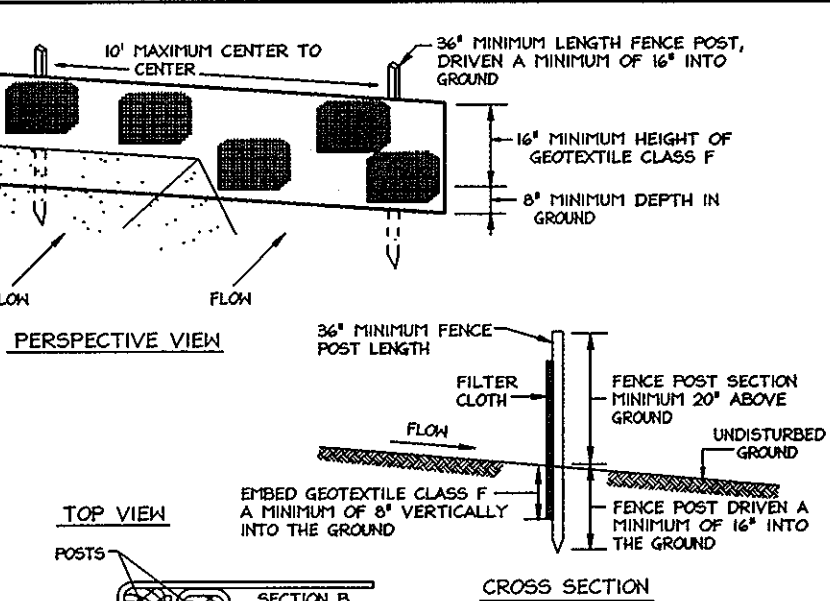 10' MAXIMUM CENTER TO
CENTER
36" MINIMUM LENGTH FENCE POST,
DRIVEN A MINIMUM OF 16" INTO
GROUND
16" MINIMUM HEIGHT OF
GEOTEXTILE CLASS F
8" MINIMUM DEPTH IN
GROUND
LOW
FLOW
PERSPECTIVE VIEW
36" MINIMUM FENCE
POST LENGTH
FILTER
CLOTH
FENCE POST SECTION
MINIMUM 20" ABOVE
GROUND
FLOW
UNDISTURBED
GROUND
EMBED GEOTEXTILE CLASS F
A MINIMUM OF 8" VERTICALLY
INTO THE GROUND
FENCE POST DRIVEN A
MINIMUM OF 16" INTO
THE GROUND
TOP VIEW
POSTS
SECTION B
CROSS SECTION